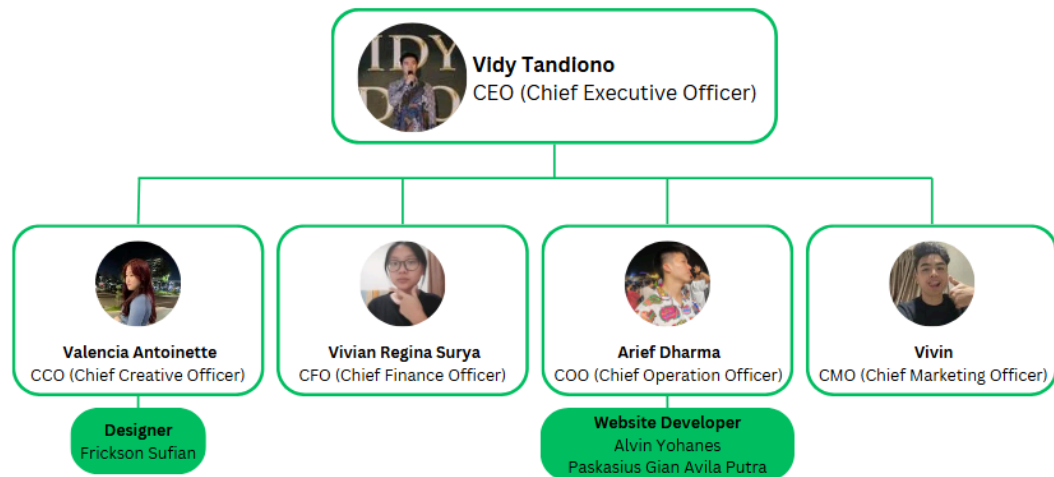 IDY
Vidy Tandiono
CEO (Chief Executive Officer)
Valencia Antoinette
CCO (Chief Creative Officer)
Vivian Regina Surya
CFO (Chief Finance Officer)
Arief Dharma
COO (Chief Operation Officer)
Vivin
CMO (Chief Marketing Officer)
Designer
Frickson Sufian
Website Developer
Alvin Yohanes
Paskasius Gian Avila Putra